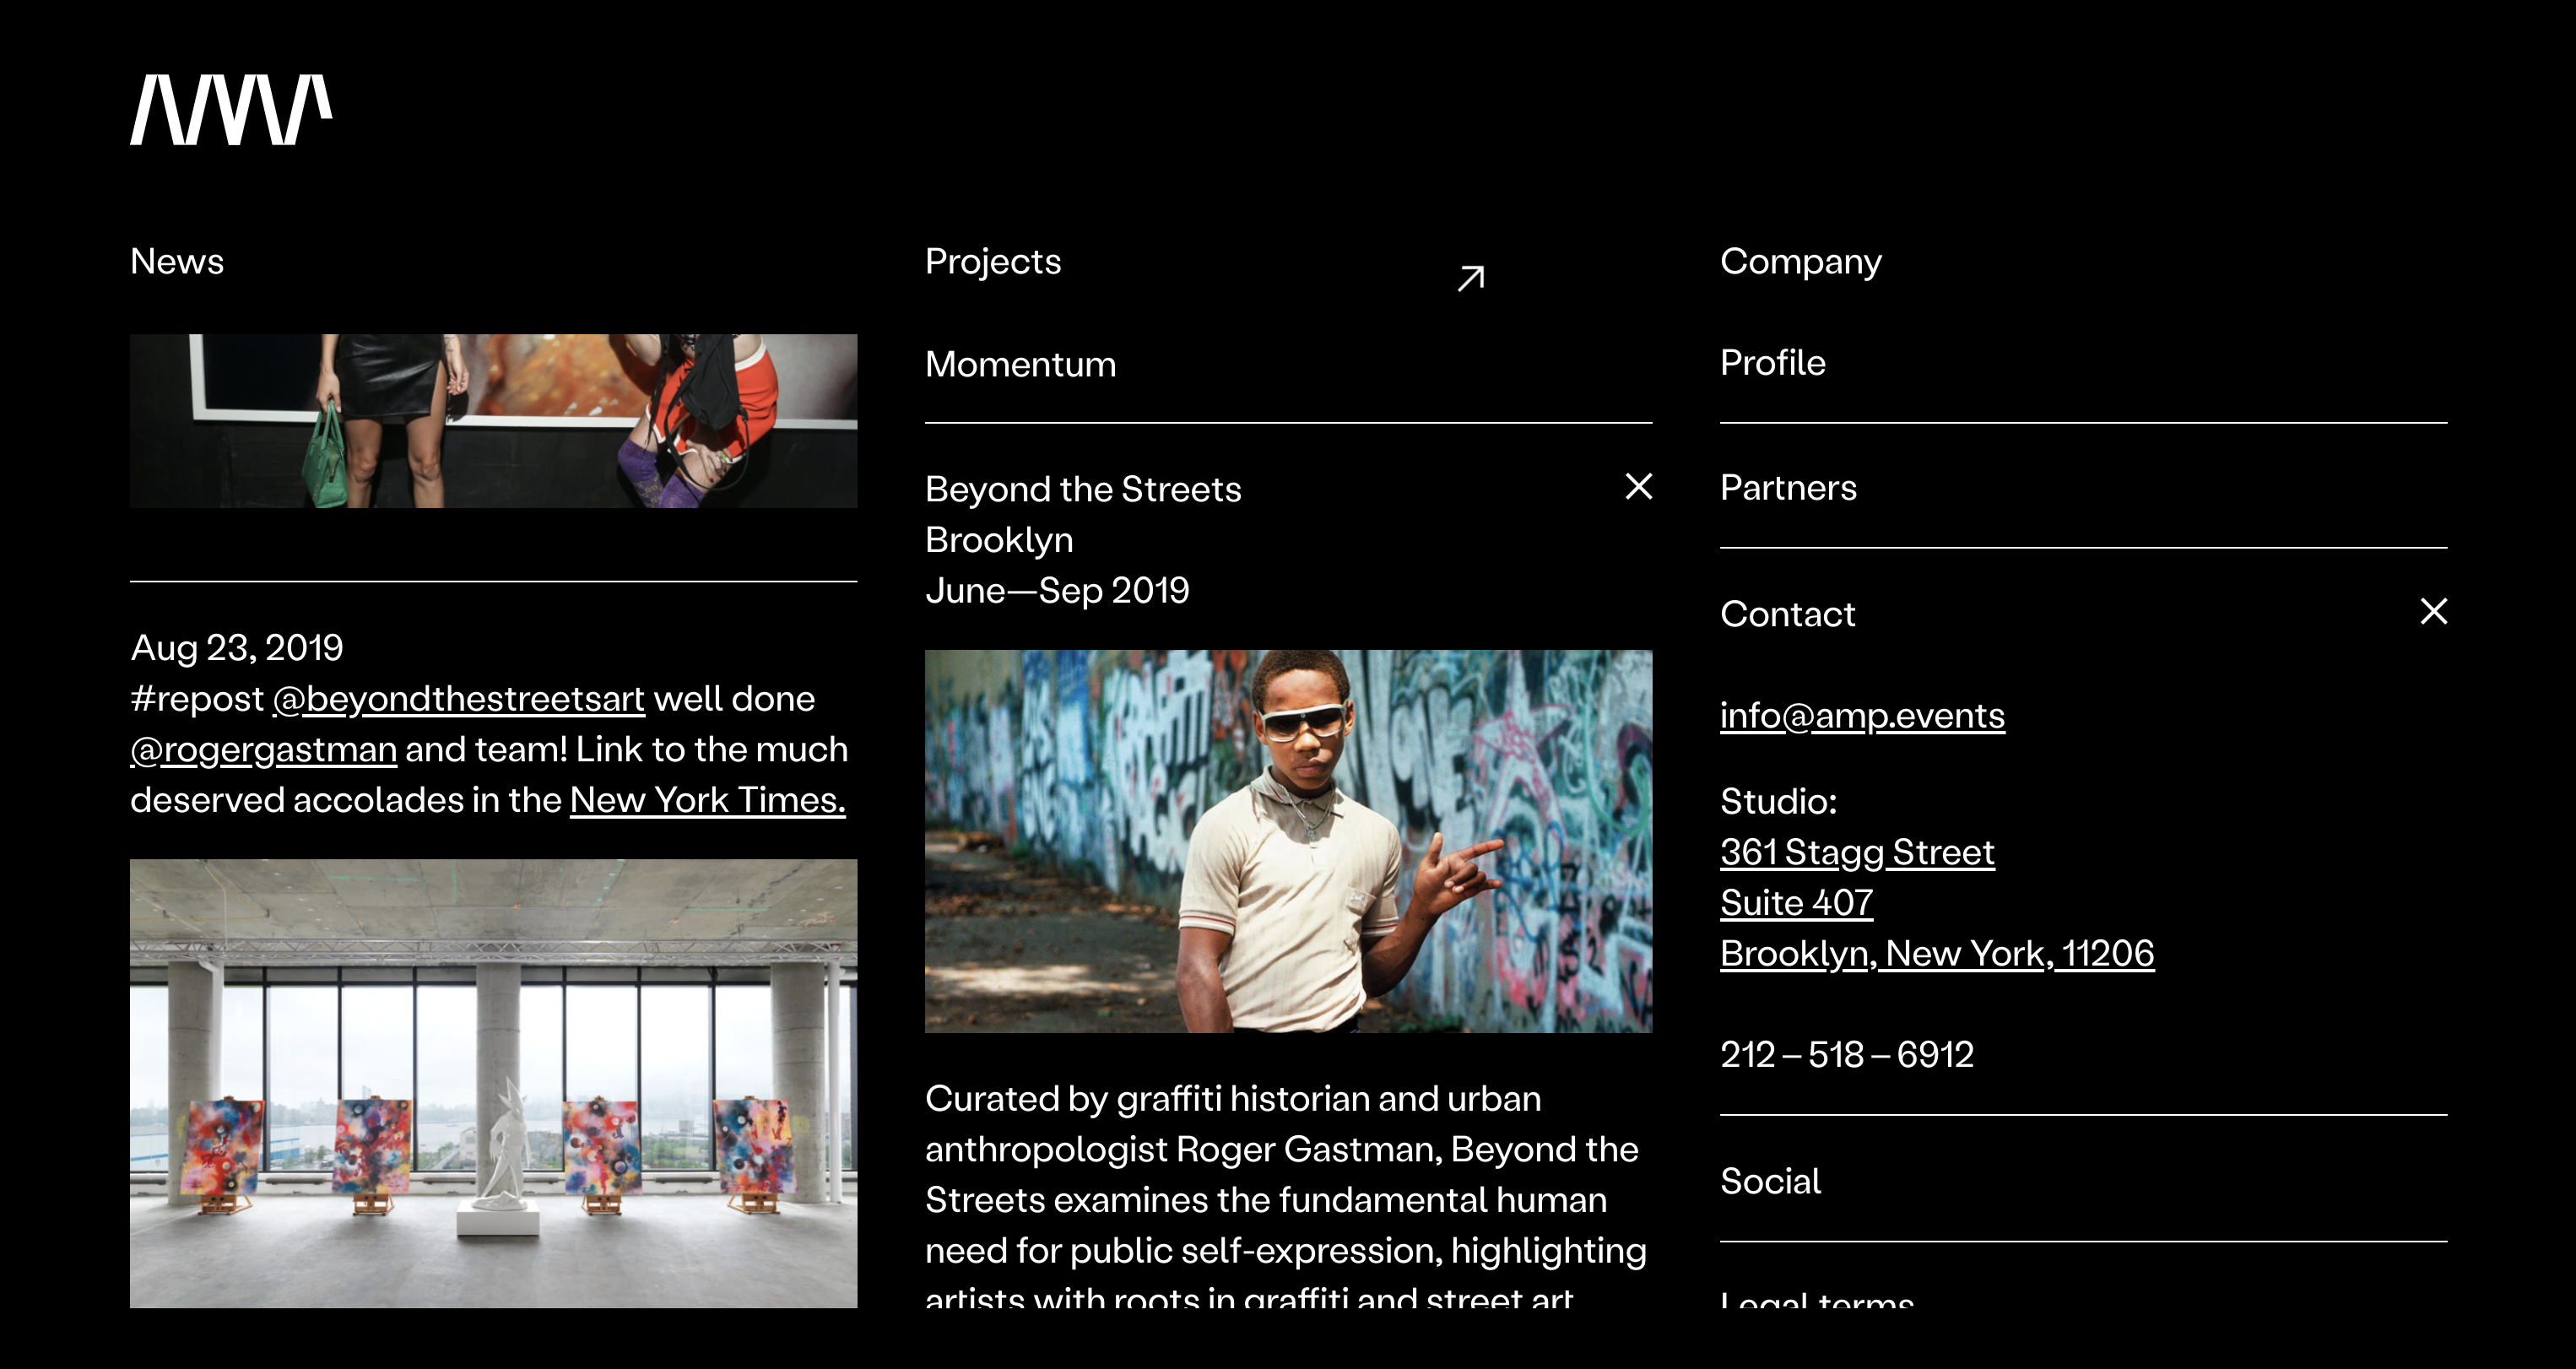 AMP
News
Aug 23, 2019
#repost @beyondthestreetsart well done
@rogergastman and team! Link to the much
deserved accolades in the New York Times.
Projects
Momentum
Beyond the Streets
Brooklyn
June—Sep 2019
Curated by graffiti historian and urban
anthropologist Roger Gastman, Beyond the
Streets examines the fundamental human
need for public self-expression, highlighting
artists with roots in graffiti and street art
Company
Profile
Partners
Contact
info@amp.events
Studio:
361 Stagg Street
Suite 407
Brooklyn, New York, 11206
212 – 518 – 6912
Social
Legal terms